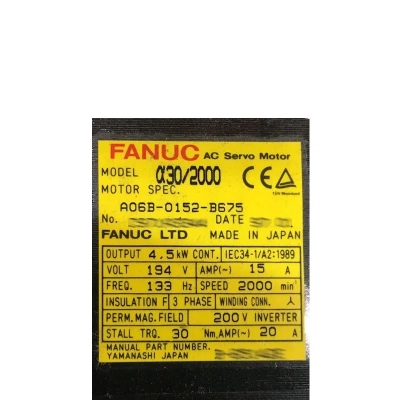 FANUC AC Servo Motor
MODEL α30/2000
MOTOR SPEC.
A06B-0152-B675
No. DATE
FANUC LTD MADE IN JAPAN
OUTPUT 4.5 kW CONT. IEC34-1/A2:1989
VOLT 194 V AMP(~) 15 A
FREQ. 133 Hz SPEED 2000 min⁻¹
INSULATION F 3 PHASE WINDING CONN. 人
PERM. MAG. FIELD 200V INVERTER
STALL TRQ. 30 Nm, AMP(~) 20 A
MANUAL PART NUMBER
YAMANASHI JAPAN